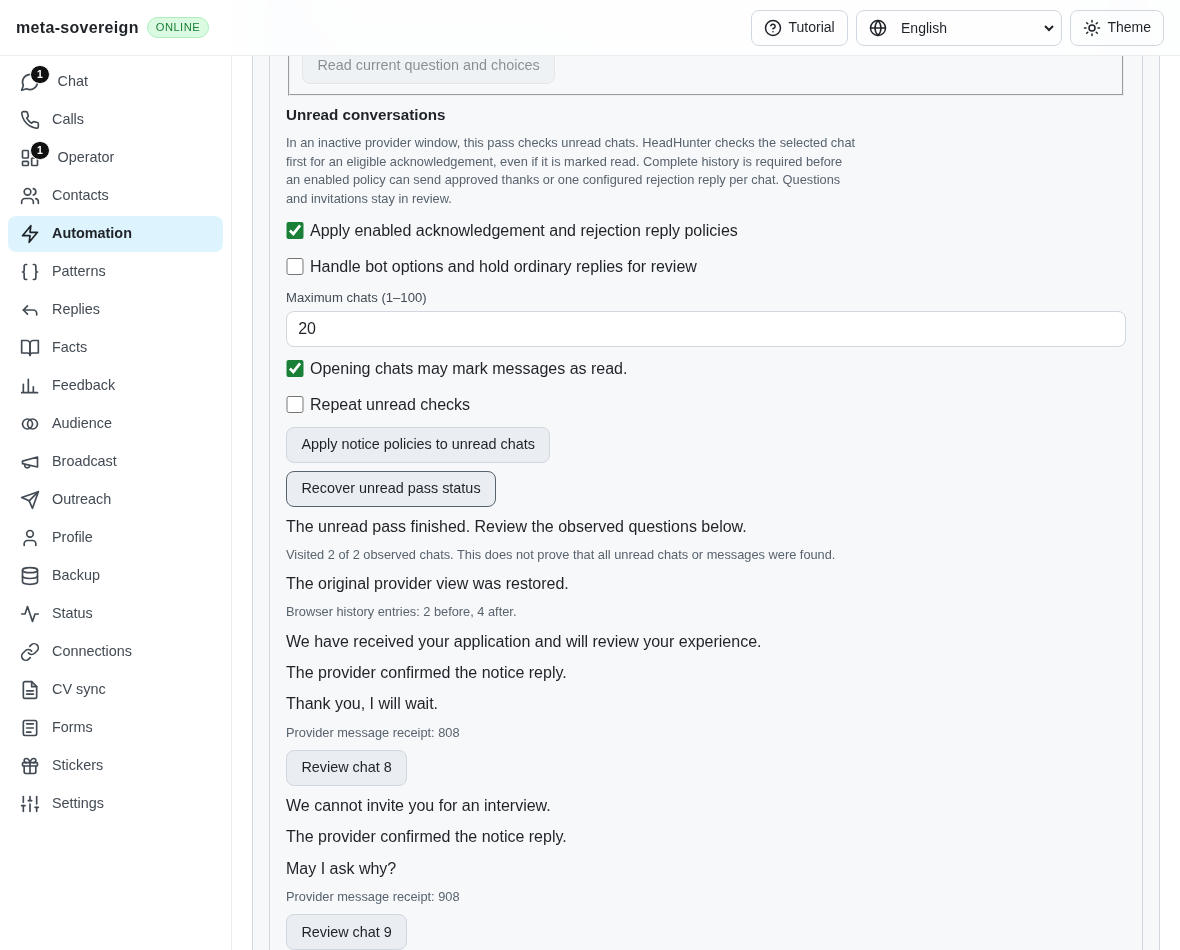 meta-sovereign
ONLINE
Tutorial
English
Theme
1
Chat
Calls
1
Operator
Contacts
Automation
Patterns
Replies
Facts
Feedback
Audience
Broadcast
Outreach
Profile
Backup
Status
Connections
CV sync
Forms
Stickers
Settings
Read current question and choices
Unread conversations
In an inactive provider window, this pass checks unread chats. HeadHunter checks the selected chat
first for an eligible acknowledgement, even if it is marked read. Complete history is required before
an enabled policy can send approved thanks or one configured rejection reply per chat. Questions
and invitations stay in review.
Apply enabled acknowledgement and rejection reply policies
Handle bot options and hold ordinary replies for review
Maximum chats (1–100)
20
Opening chats may mark messages as read.
Repeat unread checks
Apply notice policies to unread chats
Recover unread pass status
The unread pass finished. Review the observed questions below.
Visited 2 of 2 observed chats. This does not prove that all unread chats or messages were found.
The original provider view was restored.
Browser history entries: 2 before, 4 after.
We have received your application and will review your experience.
The provider confirmed the notice reply.
Thank you, I will wait.
Provider message receipt: 808
Review chat 8
We cannot invite you for an interview.
The provider confirmed the notice reply.
May I ask why?
Provider message receipt: 908
Review chat 9